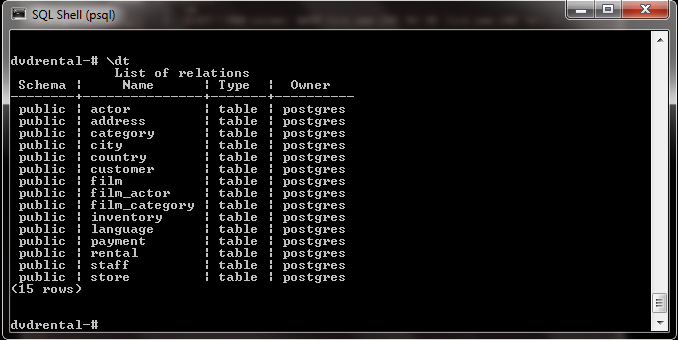 SQL Shell (psql)
dvdrental-# \dt
             List of relations
 Schema |     Name      | Type  |  Owner
--------+---------------+-------+----------
 public | actor         | table | postgres
 public | address       | table | postgres
 public | category      | table | postgres
 public | city          | table | postgres
 public | country       | table | postgres
 public | customer      | table | postgres
 public | film          | table | postgres
 public | film_actor    | table | postgres
 public | film_category | table | postgres
 public | inventory     | table | postgres
 public | language      | table | postgres
 public | payment       | table | postgres
 public | rental        | table | postgres
 public | staff         | table | postgres
 public | store         | table | postgres
(15 rows)
dvdrental-#